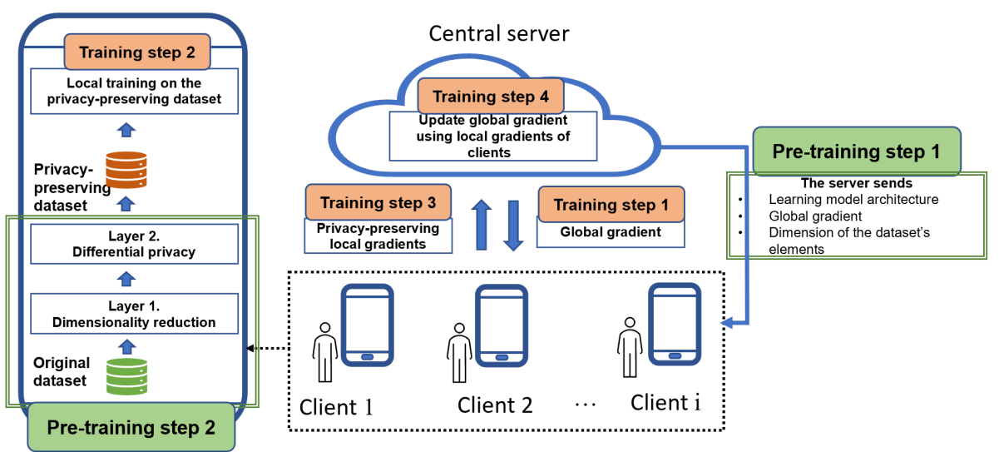 Central server
Training step 2
Local training on the
privacy-preserving dataset
Privacy-
preserving
dataset
Layer 2.
Differential privacy
Layer 1.
Dimensionality reduction
Original
dataset
Pre-training step 2
Training step 4
Update global gradient
using local gradients of
clients
Training step 3
Privacy-preserving
local gradients
Training step 1
Global gradient
Pre-training step 1
The server sends
• Learning model architecture
• Global gradient
• Dimension of the dataset’s
elements
Client 1
Client 2
...
Client i